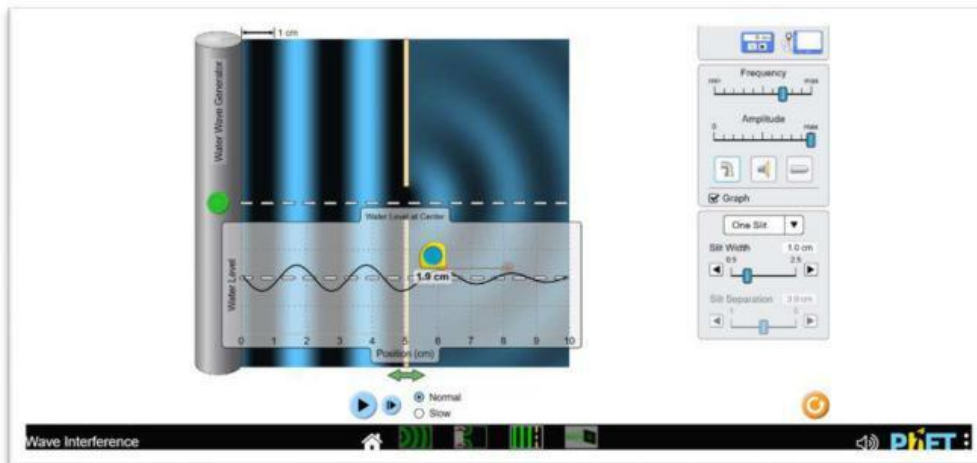 1 cm
Water Wave Generator
Water Level at Center
Water Level
1.9 cm
0 1 2 3 4 5 6 7 8 9 10
Position (cm)
Normal
Slow
Frequency
max
Amplitude
0 max
Graph
One Slit
Slit Width 1.0 cm
0.5 2.5
Slit Separation
Wave Interference
PhET